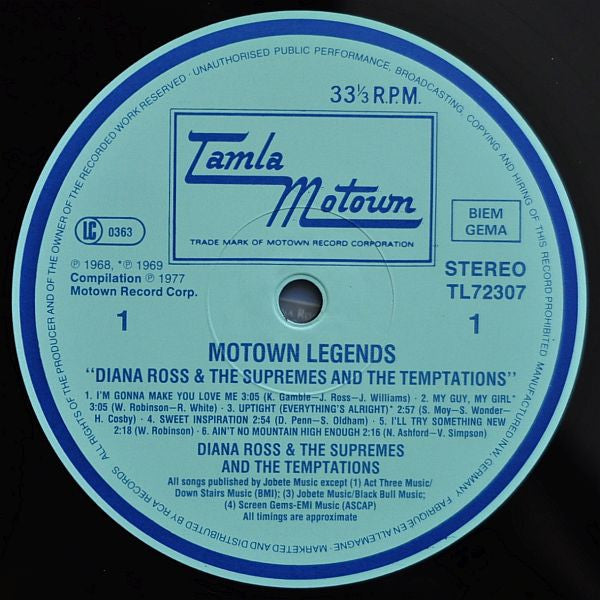 ALL RIGHTS OF THE PRODUCER AND OF THE OWNER OF THE RECORDED WORK RESERVED · UNAUTHORISED PUBLIC PERFORMANCE, BROADCASTING, COPYING AND HIRING OF THIS RECORD PROHIBITED MANUFACTURED IN W. GERMANY FABRIQUÉ EN ALLEMAGNE · MARKETED AND DISTRIBUTED BY RCA RECORDS
33⅓ R.P.M.
Tamla
Motown
TRADE MARK OF MOTOWN RECORD CORPORATION
LC 0363
BIEM
GEMA
℗ 1968, *℗ 1969
Compilation ℗ 1977
Motown Record Corp.
STEREO
TL72307
1
1
MOTOWN LEGENDS
"DIANA ROSS & THE SUPREMES AND THE TEMPTATIONS"
1. I'M GONNA MAKE YOU LOVE ME 3:05 (K. Gamble—J. Ross—J. Williams) · 2. MY GUY, MY GIRL*
3:05 (W. Robinson—R. White) · 3. UPTIGHT (EVERYTHING'S ALRIGHT) 2:57 (S. Moy—S. Wonder—
H. Cosby) · 4. SWEET INSPIRATION 2:54 (D. Penn—S. Oldham) · 5. I'LL TRY SOMETHING NEW
2:18 (W. Robinson) · 6. AIN'T NO MOUNTAIN HIGH ENOUGH 2:16 (N. Ashford—V. Simpson)
DIANA ROSS & THE SUPREMES
AND THE TEMPTATIONS
All songs published by Jobete Music except (1) Act Three Music/
Down Stairs Music (BMI); (3) Jobete Music/Black Bull Music;
(4) Screen Gems-EMI Music (ASCAP)
All timings are approximate